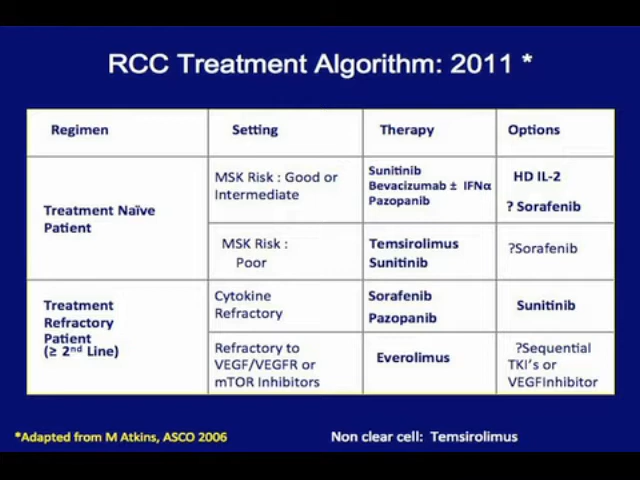 RCC Treatment Algorithm: 2011 *
Regimen
Setting
Therapy
Options
Treatment Naïve
Patient
MSK Risk : Good or
Intermediate
Sunitinib
Bevacizumab ± IFNα
Pazopanib
HD IL-2
? Sorafenib
MSK Risk :
Poor
Temsirolimus
Sunitinib
?Sorafenib
Treatment
Refractory
Patient
(≥ 2nd Line)
Cytokine
Refractory
Sorafenib
Pazopanib
Sunitinib
Refractory to
VEGF/VEGFR or
mTOR Inhibitors
Everolimus
?Sequential
TKI's or
VEGFInhibitor
*Adapted from M Atkins, ASCO 2006
Non clear cell: Temsirolimus